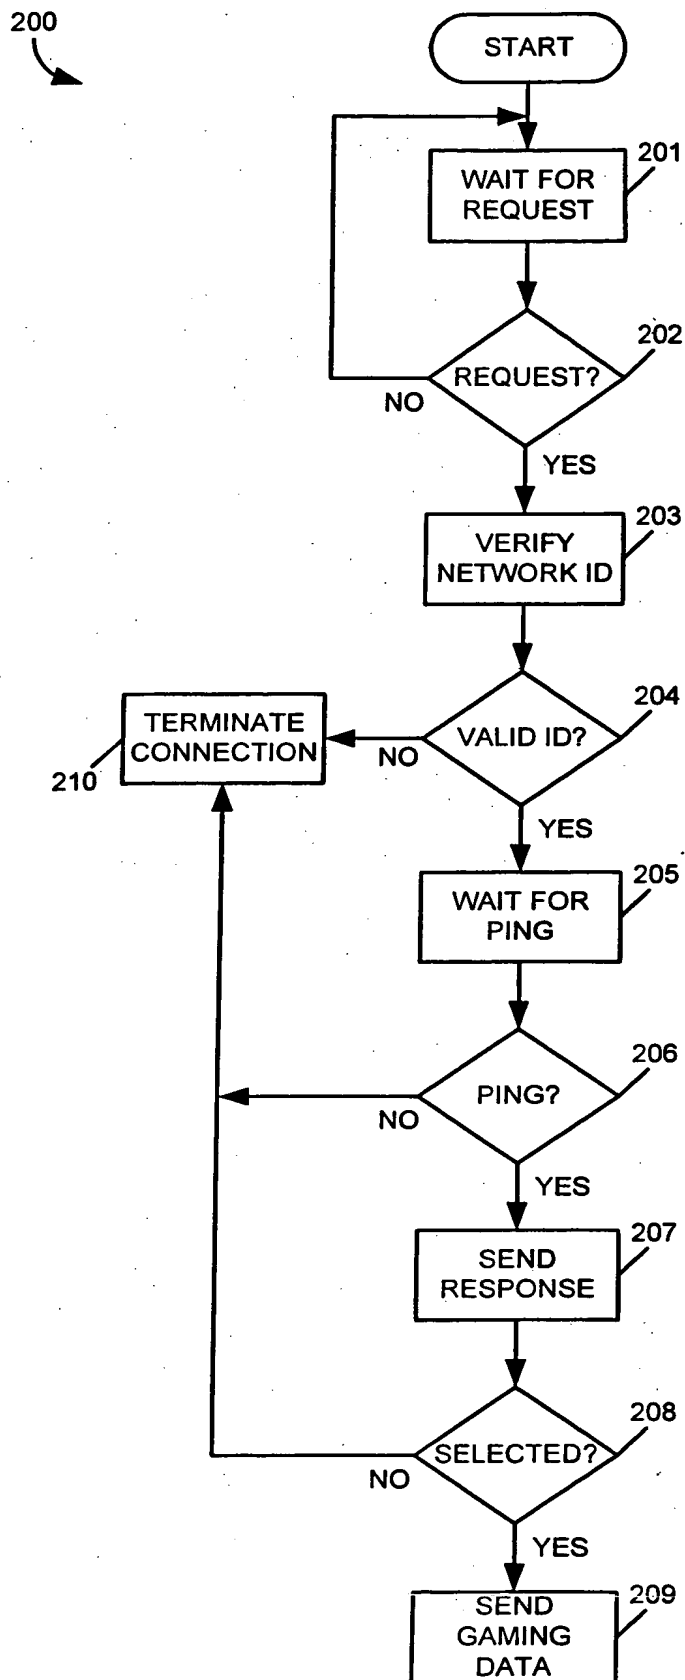 200
START
201
WAIT FOR
REQUEST
202
REQUEST?
NO
YES
203
VERIFY
NETWORK ID
204
TERMINATE
CONNECTION
VALID ID?
NO
210
YES
205
WAIT FOR
PING
206
PING?
NO
YES
207
SEND
RESPONSE
208
SELECTED?
NO
YES
209
SEND
GAMING
DATA